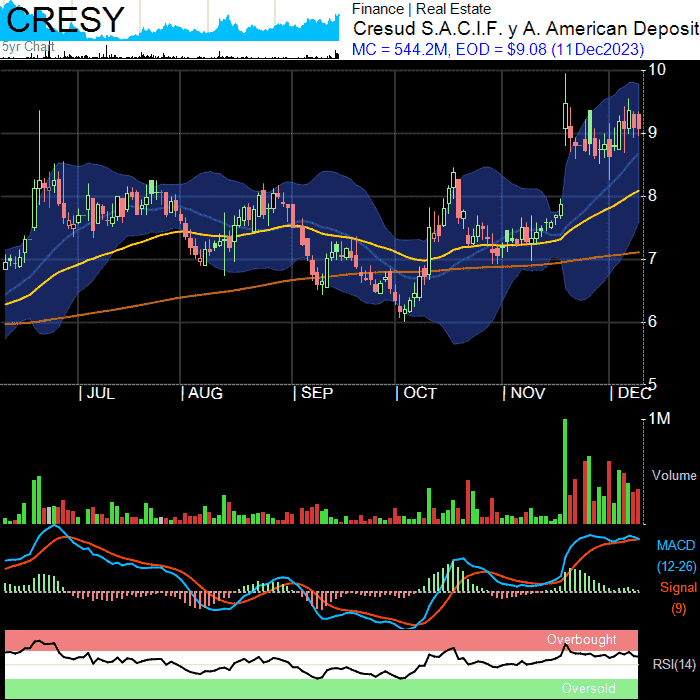 CRESY
5yr Chart
Finance | Real Estate
Cresud S.A.C.I.F. y A. American Deposit
MC = 544.2M, EOD = $9.08 (11Dec2023)
10
9
8
7
6
5
JUL AUG SEP OCT NOV DEC
1M
Volume
MACD
(12-26)
Signal
(9)
Overbought
RSI(14)
Oversold